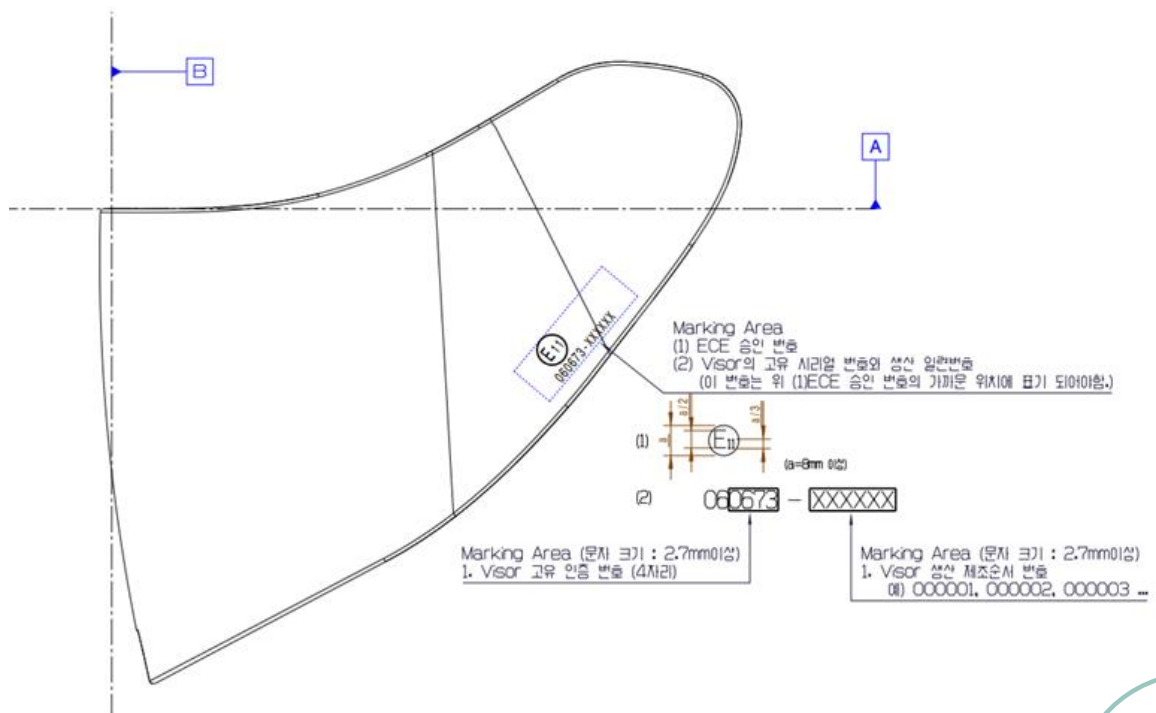 B
A
E11
060673-XXXXXX
Marking Area
(1) ECE 승인 번호
(2) Visor의 고유 시리얼 번호와 생산 일련번호
(이 번호는 위 (1)ECE 승인 번호의 가까운 위치에 표기 되어야함.)
a/2
a/3
a
(1)
E11
(a=8mm 이상)
(2)
060673 - XXXXXX
Marking Area (문자 크기 : 2.7mm이상)
1. Visor 고유 인증 번호 (4자리)
Marking Area (문자 크기 : 2.7mm이상)
1. Visor 생산 제조순서 번호
예) 000001, 000002, 000003 ...